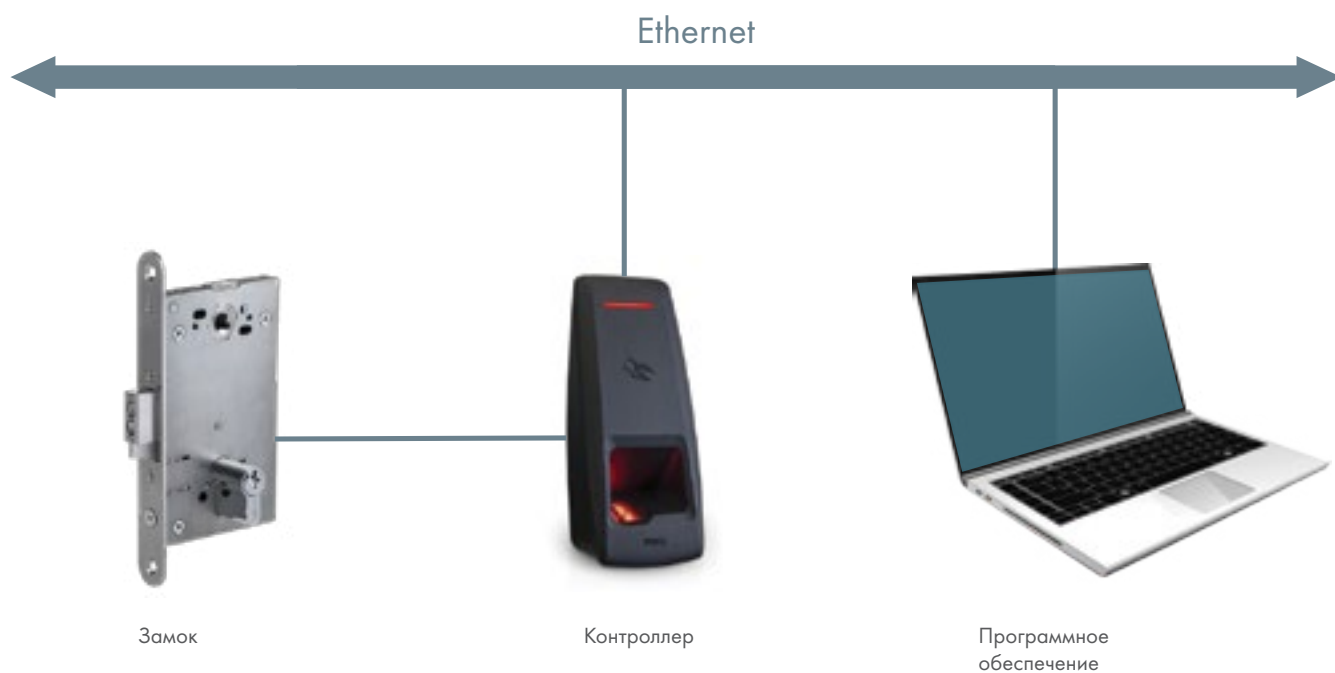 Ethernet
Замок
Контроллер
Программное
обеспечение